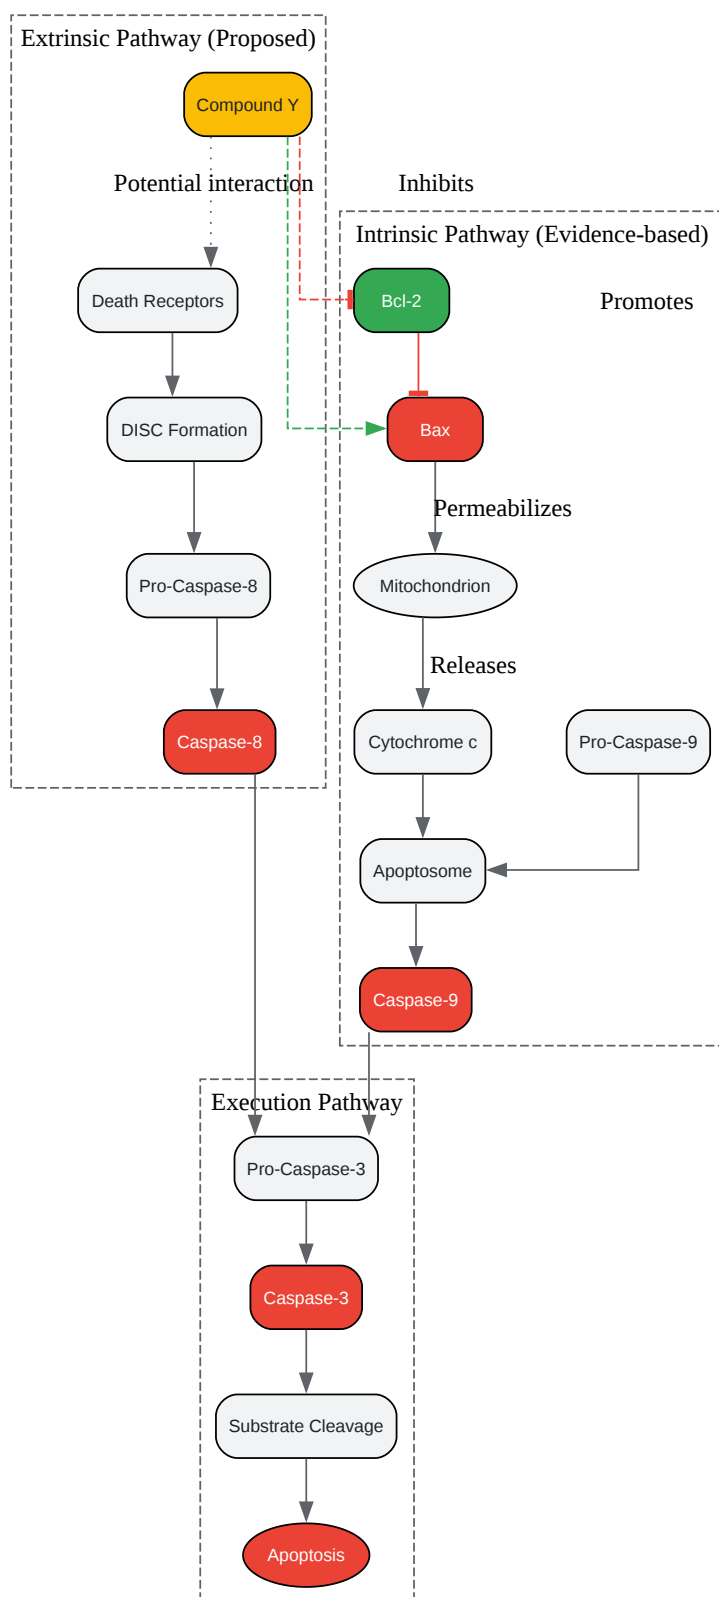 Extrinsic Pathway (Proposed)
Compound Y
Potential interaction
Inhibits
Intrinsic Pathway (Evidence-based)
Death Receptors
Bcl-2
Promotes
DISC Formation
Bax
Permeabilizes
Pro-Caspase-8
Mitochondrion
Releases
Caspase-8
Cytochrome c
Pro-Caspase-9
Apoptosome
Caspase-9
Execution Pathway
Pro-Caspase-3
Caspase-3
Substrate Cleavage
Apoptosis